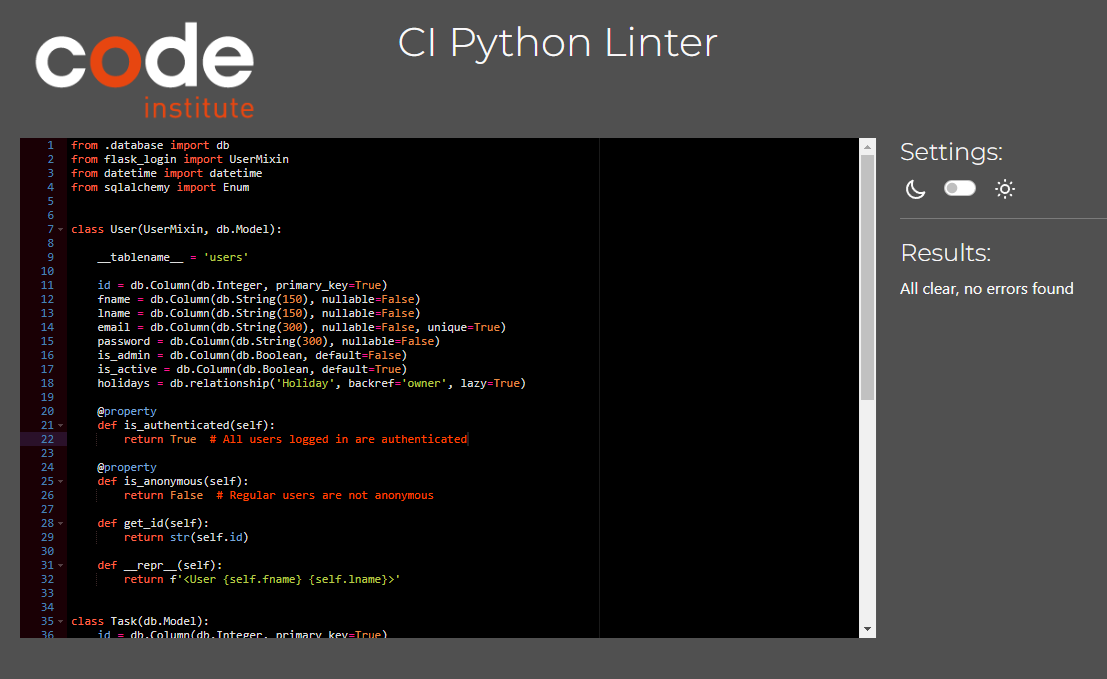 code
institute
CI Python Linter
1 from .database import db
2 from flask_login import UserMixin
3 from datetime import datetime
4 from sqlalchemy import Enum
5
6
7 class User(UserMixin, db.Model):
8
9     __tablename__ = 'users'
10
11     id = db.Column(db.Integer, primary_key=True)
12     fname = db.Column(db.String(150), nullable=False)
13     lname = db.Column(db.String(150), nullable=False)
14     email = db.Column(db.String(300), nullable=False, unique=True)
15     password = db.Column(db.String(300), nullable=False)
16     is_admin = db.Column(db.Boolean, default=False)
17     is_active = db.Column(db.Boolean, default=True)
18     holidays = db.relationship('Holiday', backref='owner', lazy=True)
19
20     @property
21     def is_authenticated(self):
22         return True  # All users logged in are authenticated
23
24     @property
25     def is_anonymous(self):
26         return False  # Regular users are not anonymous
27
28     def get_id(self):
29         return str(self.id)
30
31     def __repr__(self):
32         return f'<User {self.fname} {self.lname}>'
33
34
35 class Task(db.Model):
36     id = db.Column(db.Integer, primary_key=True)
Settings:
Results:
All clear, no errors found